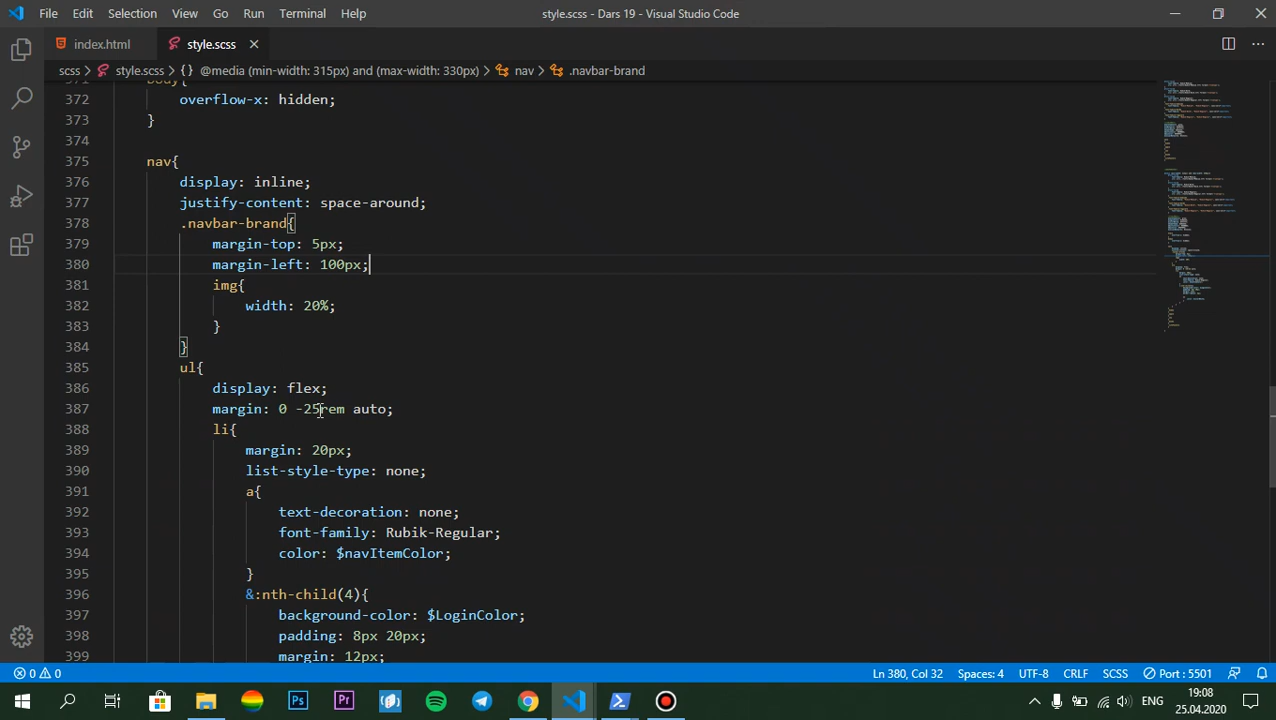 File Edit Selection View Go Run Terminal Help style.scss - Dars 19 - Visual Studio Code
index.html style.scss
scss > style.scss > {} @media (min-width: 315px) and (max-width: 330px) > nav > .navbar-brand
371 body{
372 overflow-x: hidden;
373 }
374
375 nav{
376 display: inline;
377 justify-content: space-around;
378 .navbar-brand{
379 margin-top: 5px;
380 margin-left: 100px;
381 img{
382 width: 20%;
383 }
384 }
385 ul{
386 display: flex;
387 margin: 0 -25rem auto;
388 li{
389 margin: 20px;
390 list-style-type: none;
391 a{
392 text-decoration: none;
393 font-family: Rubik-Regular;
394 color: $navItemColor;
395 }
396 &:nth-child(4){
397 background-color: $LoginColor;
398 padding: 8px 20px;
399 margin: 12px;
0 0 Ln 380, Col 32 Spaces: 4 UTF-8 CRLF SCSS Port : 5501
Ps Pr ENG 19:08
25.04.2020